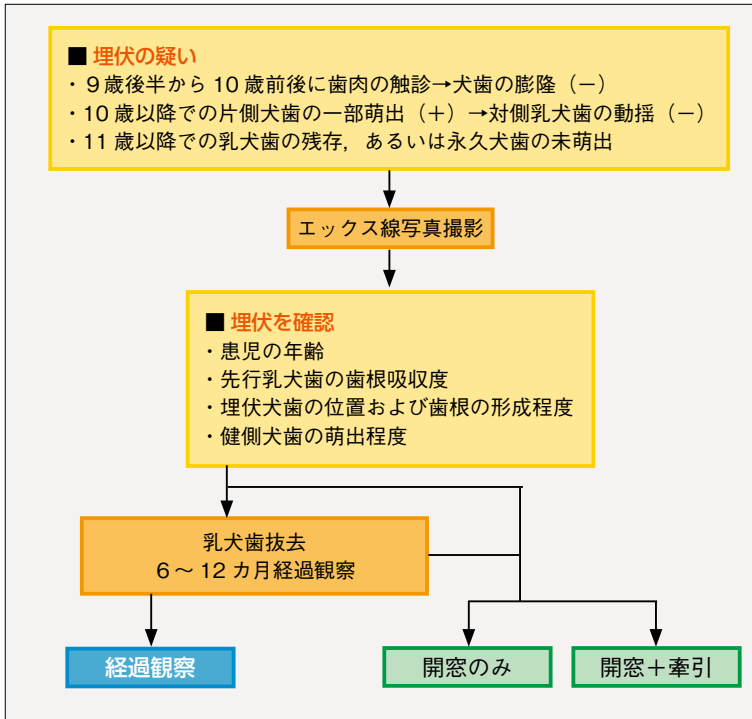 ■ 埋伏の疑い
・９歳後半から 10 歳前後に歯肉の触診→犬歯の膨隆（－）
・10 歳以降での片側犬歯の一部萌出（＋）→対側乳犬歯の動揺（－）
・11 歳以降での乳犬歯の残存，あるいは永久犬歯の未萌出
エックス線写真撮影
■ 埋伏を確認
・患児の年齢
・先行乳犬歯の歯根吸収度
・埋伏犬歯の位置および歯根の形成程度
・健側犬歯の萌出程度
乳犬歯抜去
６～ 12 カ月経過観察
経過観察
開窓のみ
開窓＋牽引